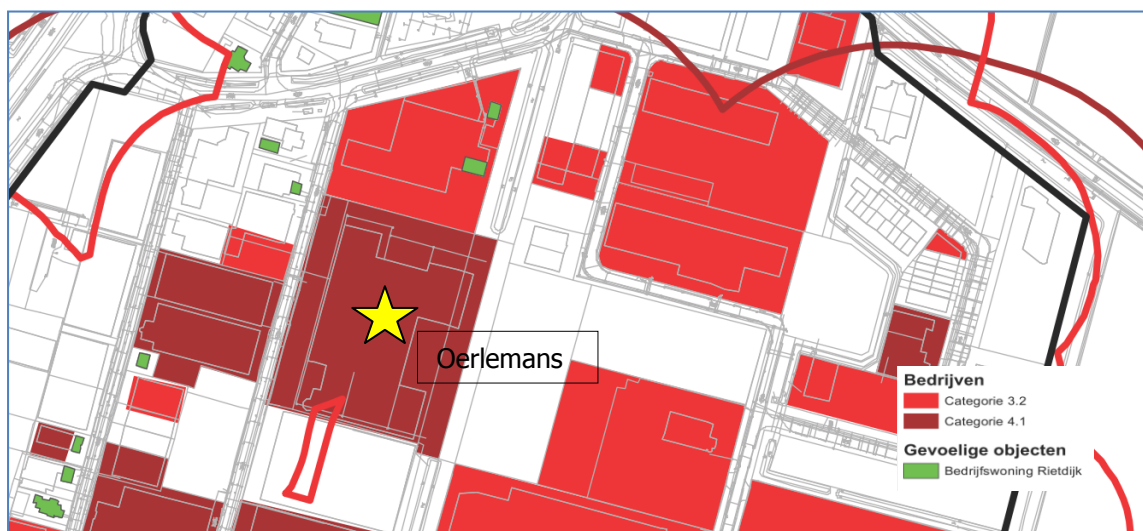 Oerlemans
Bedrijven
Categorie 3.2
Categorie 4.1
Gevoelige objecten
Bedrijfswoning Rietdijk